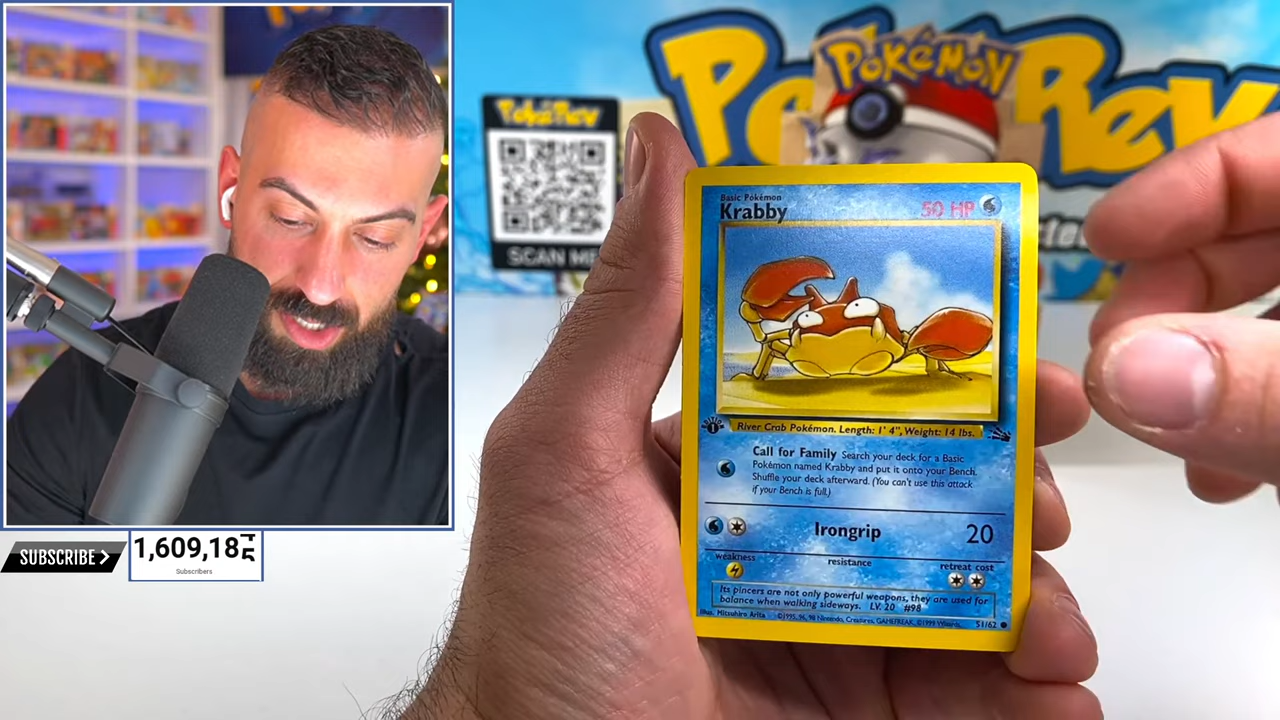 PokéRev
SCAN ME
POKÉMON
PokéRev
Basic Pokémon
Krabby
50 HP
EDITION
1
River Crab Pokémon. Length: 1' 4", Weight: 14 lbs.
Call for Family Search your deck for a Basic
Pokémon named Krabby and put it onto your Bench.
Shuffle your deck afterward. (You can't use this attack
if your Bench is full.)
Irongrip 20
weakness resistance retreat cost
Its pincers are not only powerful weapons, they are used for
balance when walking sideways. LV. 20 #98
Illus. Mitsuhiro Arita ©1995, 96, 98 Nintendo, Creatures, GAMEFREAK. ©1999 Wizards. 51/62
SUBSCRIBE
1,609,18
Subscribers